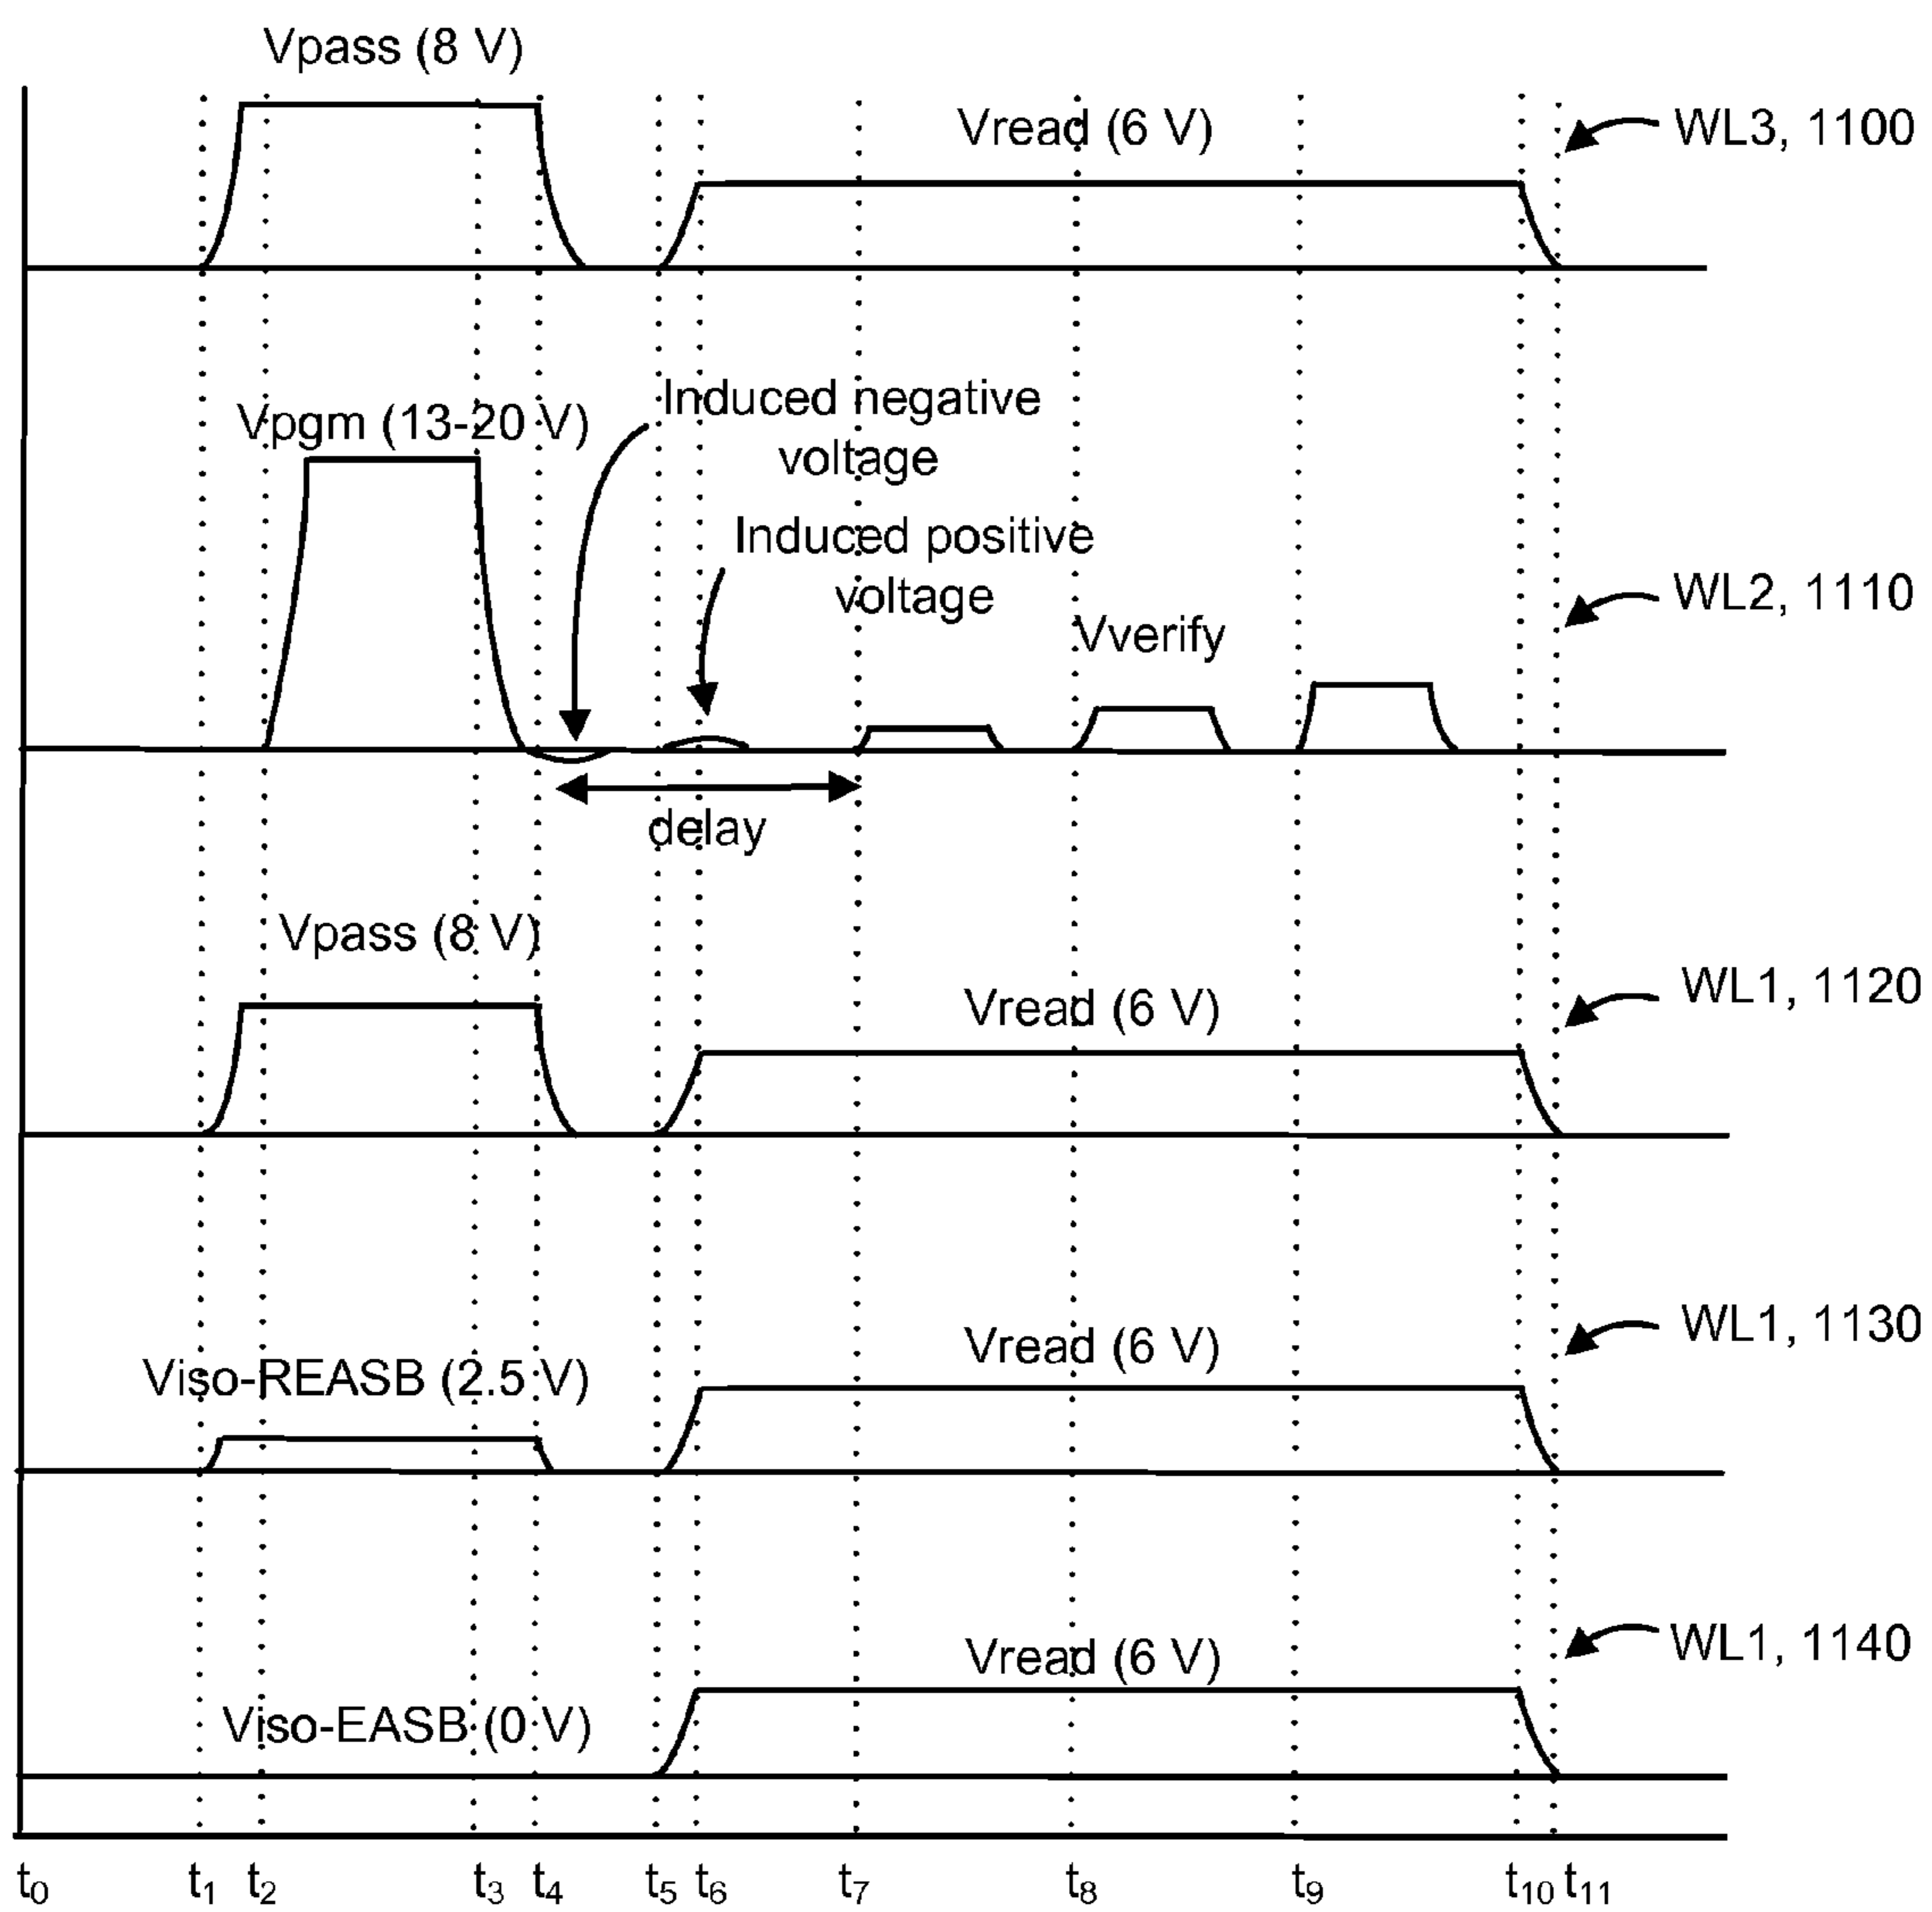 Vpass (8 V)
Vread (6 V)
WL3, 1100
Vpgm (13-20 V)
Induced negative
voltage
Induced positive
voltage
Vverify
WL2, 1110
delay
Vpass (8 V)
Vread (6 V)
WL1, 1120
Viso-REASB (2.5 V)
Vread (6 V)
WL1, 1130
Viso-EASB (0 V)
Vread (6 V)
WL1, 1140
t0 t1 t2 t3 t4 t5 t6 t7 t8 t9 t10 t11